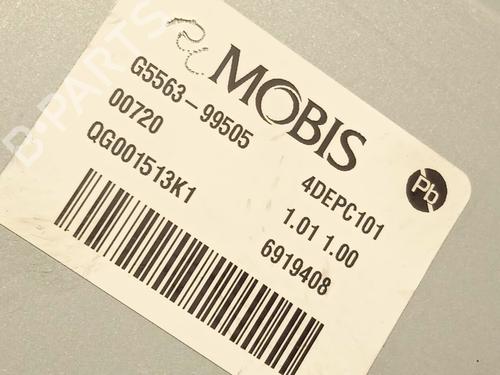 MOBIS
G5563-99505
00720
4DEPC101
QG001513K1
1.01 1.00
6919408
Pb
B-PARTS